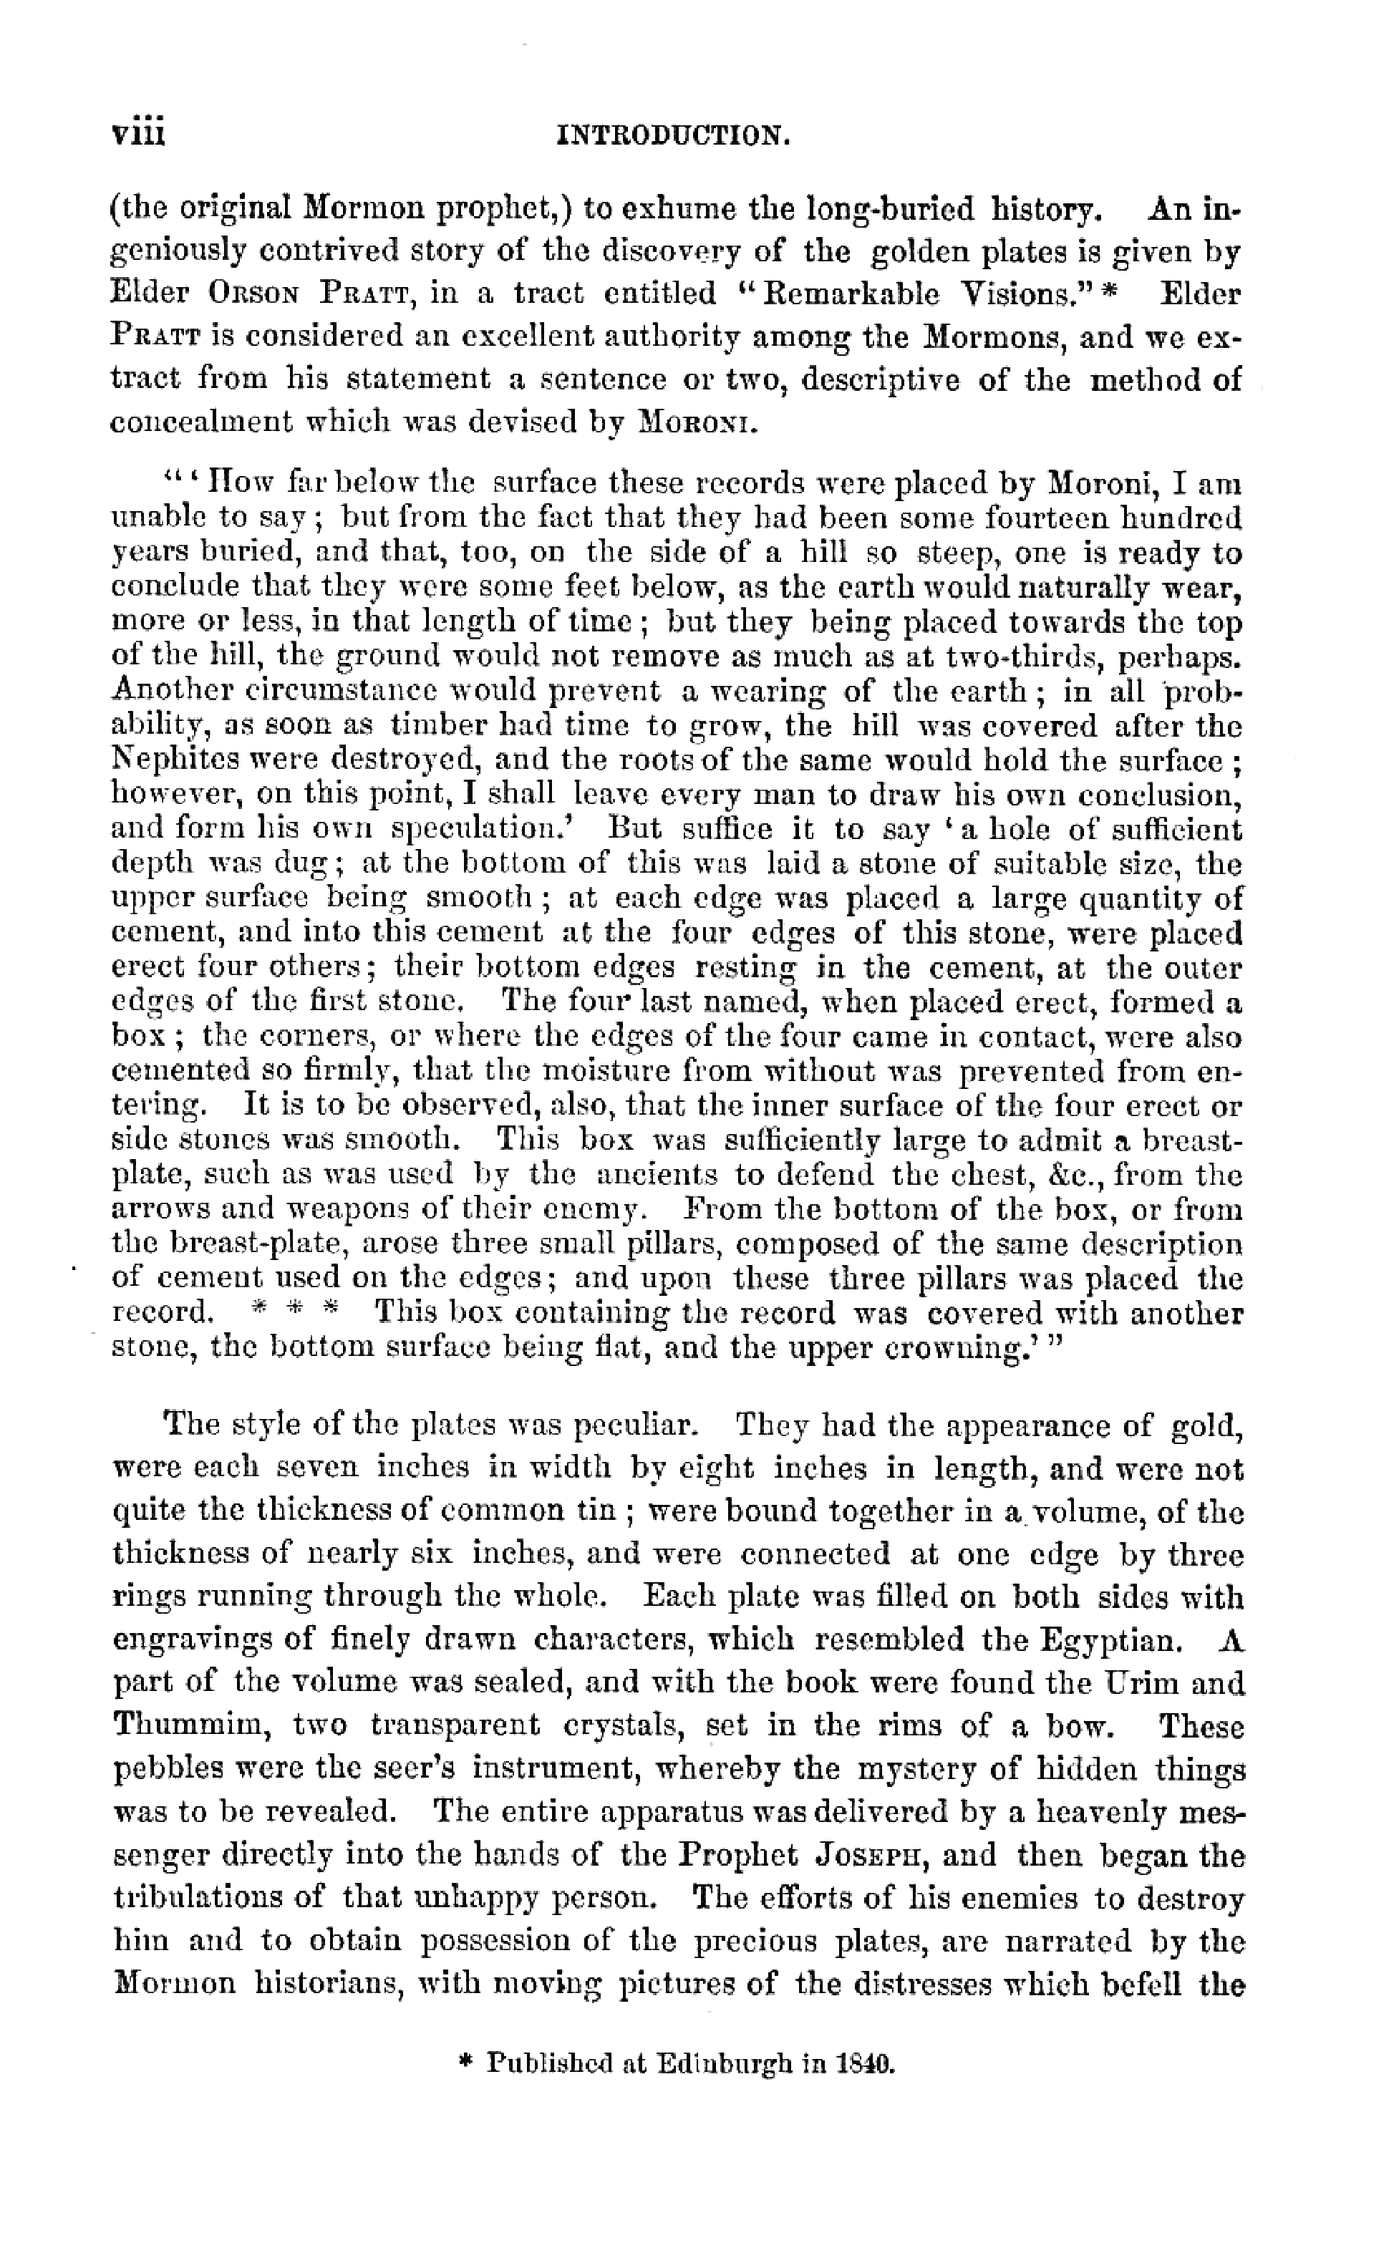 viii INTRODUCTION.
(the original Mormon prophet,) to exhume the long-buried history. An in-
geniously contrived story of the discovery of the golden plates is given by
Elder ORSON PRATT, in a tract entitled "Remarkable Visions."* Elder
PRATT is considered an excellent authority among the Mormons, and we ex-
tract from his statement a sentence or two, descriptive of the method of
concealment which was devised by MORONI.
"'How far below the surface these records were placed by Moroni, I am
unable to say; but from the fact that they had been some fourteen hundred
years buried, and that, too, on the side of a hill so steep, one is ready to
conclude that they were some feet below, as the earth would naturally wear,
more or less, in that length of time; but they being placed towards the top
of the hill, the ground would not remove as much as at two-thirds, perhaps.
Another circumstance would prevent a wearing of the earth; in all prob-
ability, as soon as timber had time to grow, the hill was covered after the
Nephites were destroyed, and the roots of the same would hold the surface;
however, on this point, I shall leave every man to draw his own conclusion,
and form his own speculation.' But suffice it to say 'a hole of sufficient
depth was dug; at the bottom of this was laid a stone of suitable size, the
upper surface being smooth; at each edge was placed a large quantity of
cement, and into this cement at the four edges of this stone, were placed
erect four others; their bottom edges resting in the cement, at the outer
edges of the first stone. The four last named, when placed erect, formed a
box; the corners, or where the edges of the four came in contact, were also
cemented so firmly, that the moisture from without was prevented from en-
tering. It is to be observed, also, that the inner surface of the four erect or
side stones was smooth. This box was sufficiently large to admit a breast-
plate, such as was used by the ancients to defend the chest, &c., from the
arrows and weapons of their enemy. From the bottom of the box, or from
the breast-plate, arose three small pillars, composed of the same description
of cement used on the edges; and upon these three pillars was placed the
record. * * * This box containing the record was covered with another
stone, the bottom surface being flat, and the upper crowning.'"
The style of the plates was peculiar. They had the appearance of gold,
were each seven inches in width by eight inches in length, and were not
quite the thickness of common tin; were bound together in a volume, of the
thickness of nearly six inches, and were connected at one edge by three
rings running through the whole. Each plate was filled on both sides with
engravings of finely drawn characters, which resembled the Egyptian. A
part of the volume was sealed, and with the book were found the Urim and
Thummim, two transparent crystals, set in the rims of a bow. These
pebbles were the seer's instrument, whereby the mystery of hidden things
was to be revealed. The entire apparatus was delivered by a heavenly mes-
senger directly into the hands of the Prophet JOSEPH, and then began the
tribulations of that unhappy person. The efforts of his enemies to destroy
him and to obtain possession of the precious plates, are narrated by the
Mormon historians, with moving pictures of the distresses which befell the
* Published at Edinburgh in 1840.